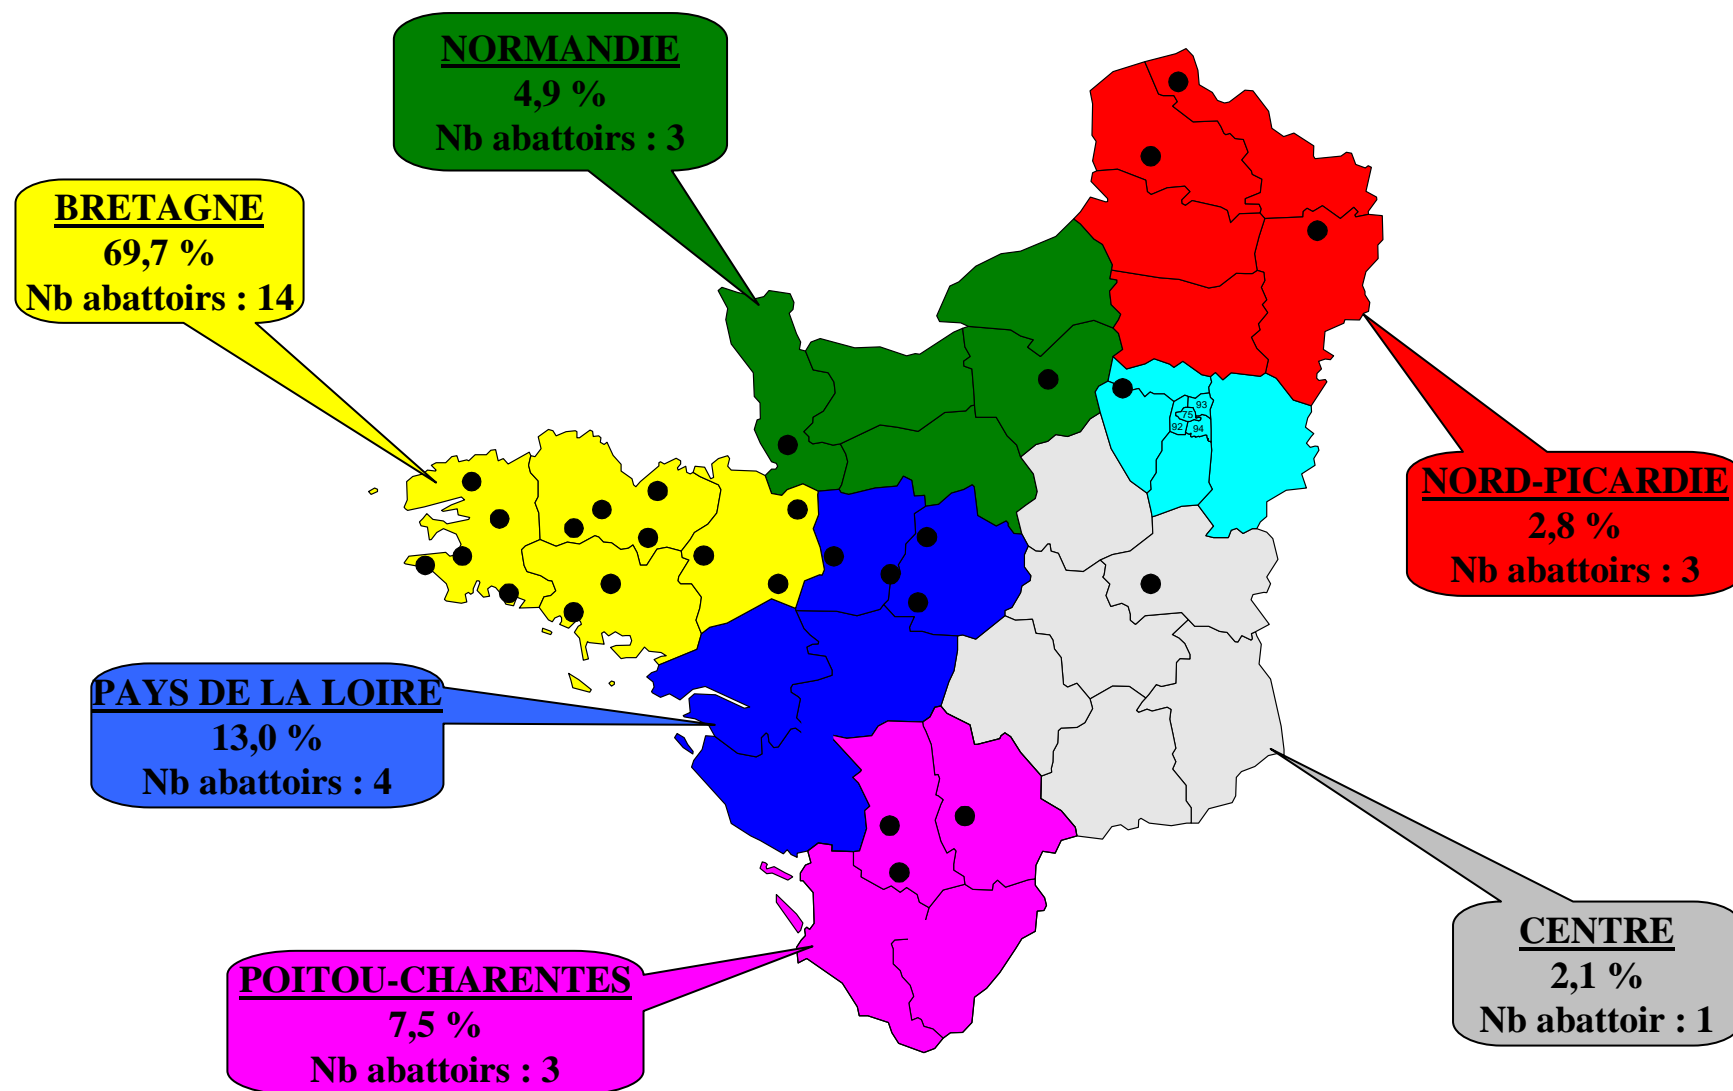 NORMANDIE
4,9 %
Nb abattoirs : 3
BRETAGNE
69,7 %
Nb abattoirs : 14
93
75
92
94
NORD-PICARDIE
2,8 %
Nb abattoirs : 3
PAYS DE LA LOIRE
13,0 %
Nb abattoirs : 4
CENTRE
2,1 %
Nb abattoir : 1
POITOU-CHARENTES
7,5 %
Nb abattoirs : 3